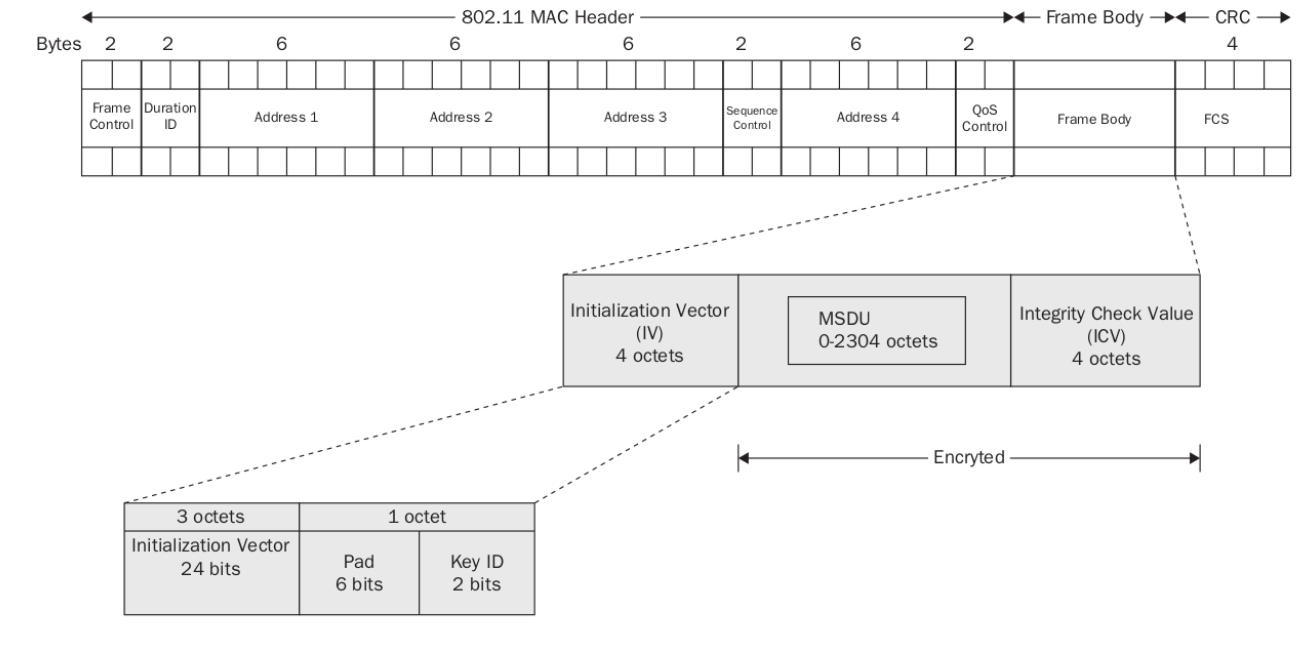 802.11 MAC Header
Frame Body
CRC
Bytes 2 2 6 6 6 2 6 2 4
Frame
Control
Duration
ID
Address 1
Address 2
Address 3
Sequence
Control
Address 4
QoS
Control
Frame Body
FCS
Initialization Vector
(IV)
4 octets
MSDU
0-2304 octets
Integrity Check Value
(ICV)
4 octets
Encryted
3 octets
1 octet
Initialization Vector
24 bits
Pad
6 bits
Key ID
2 bits